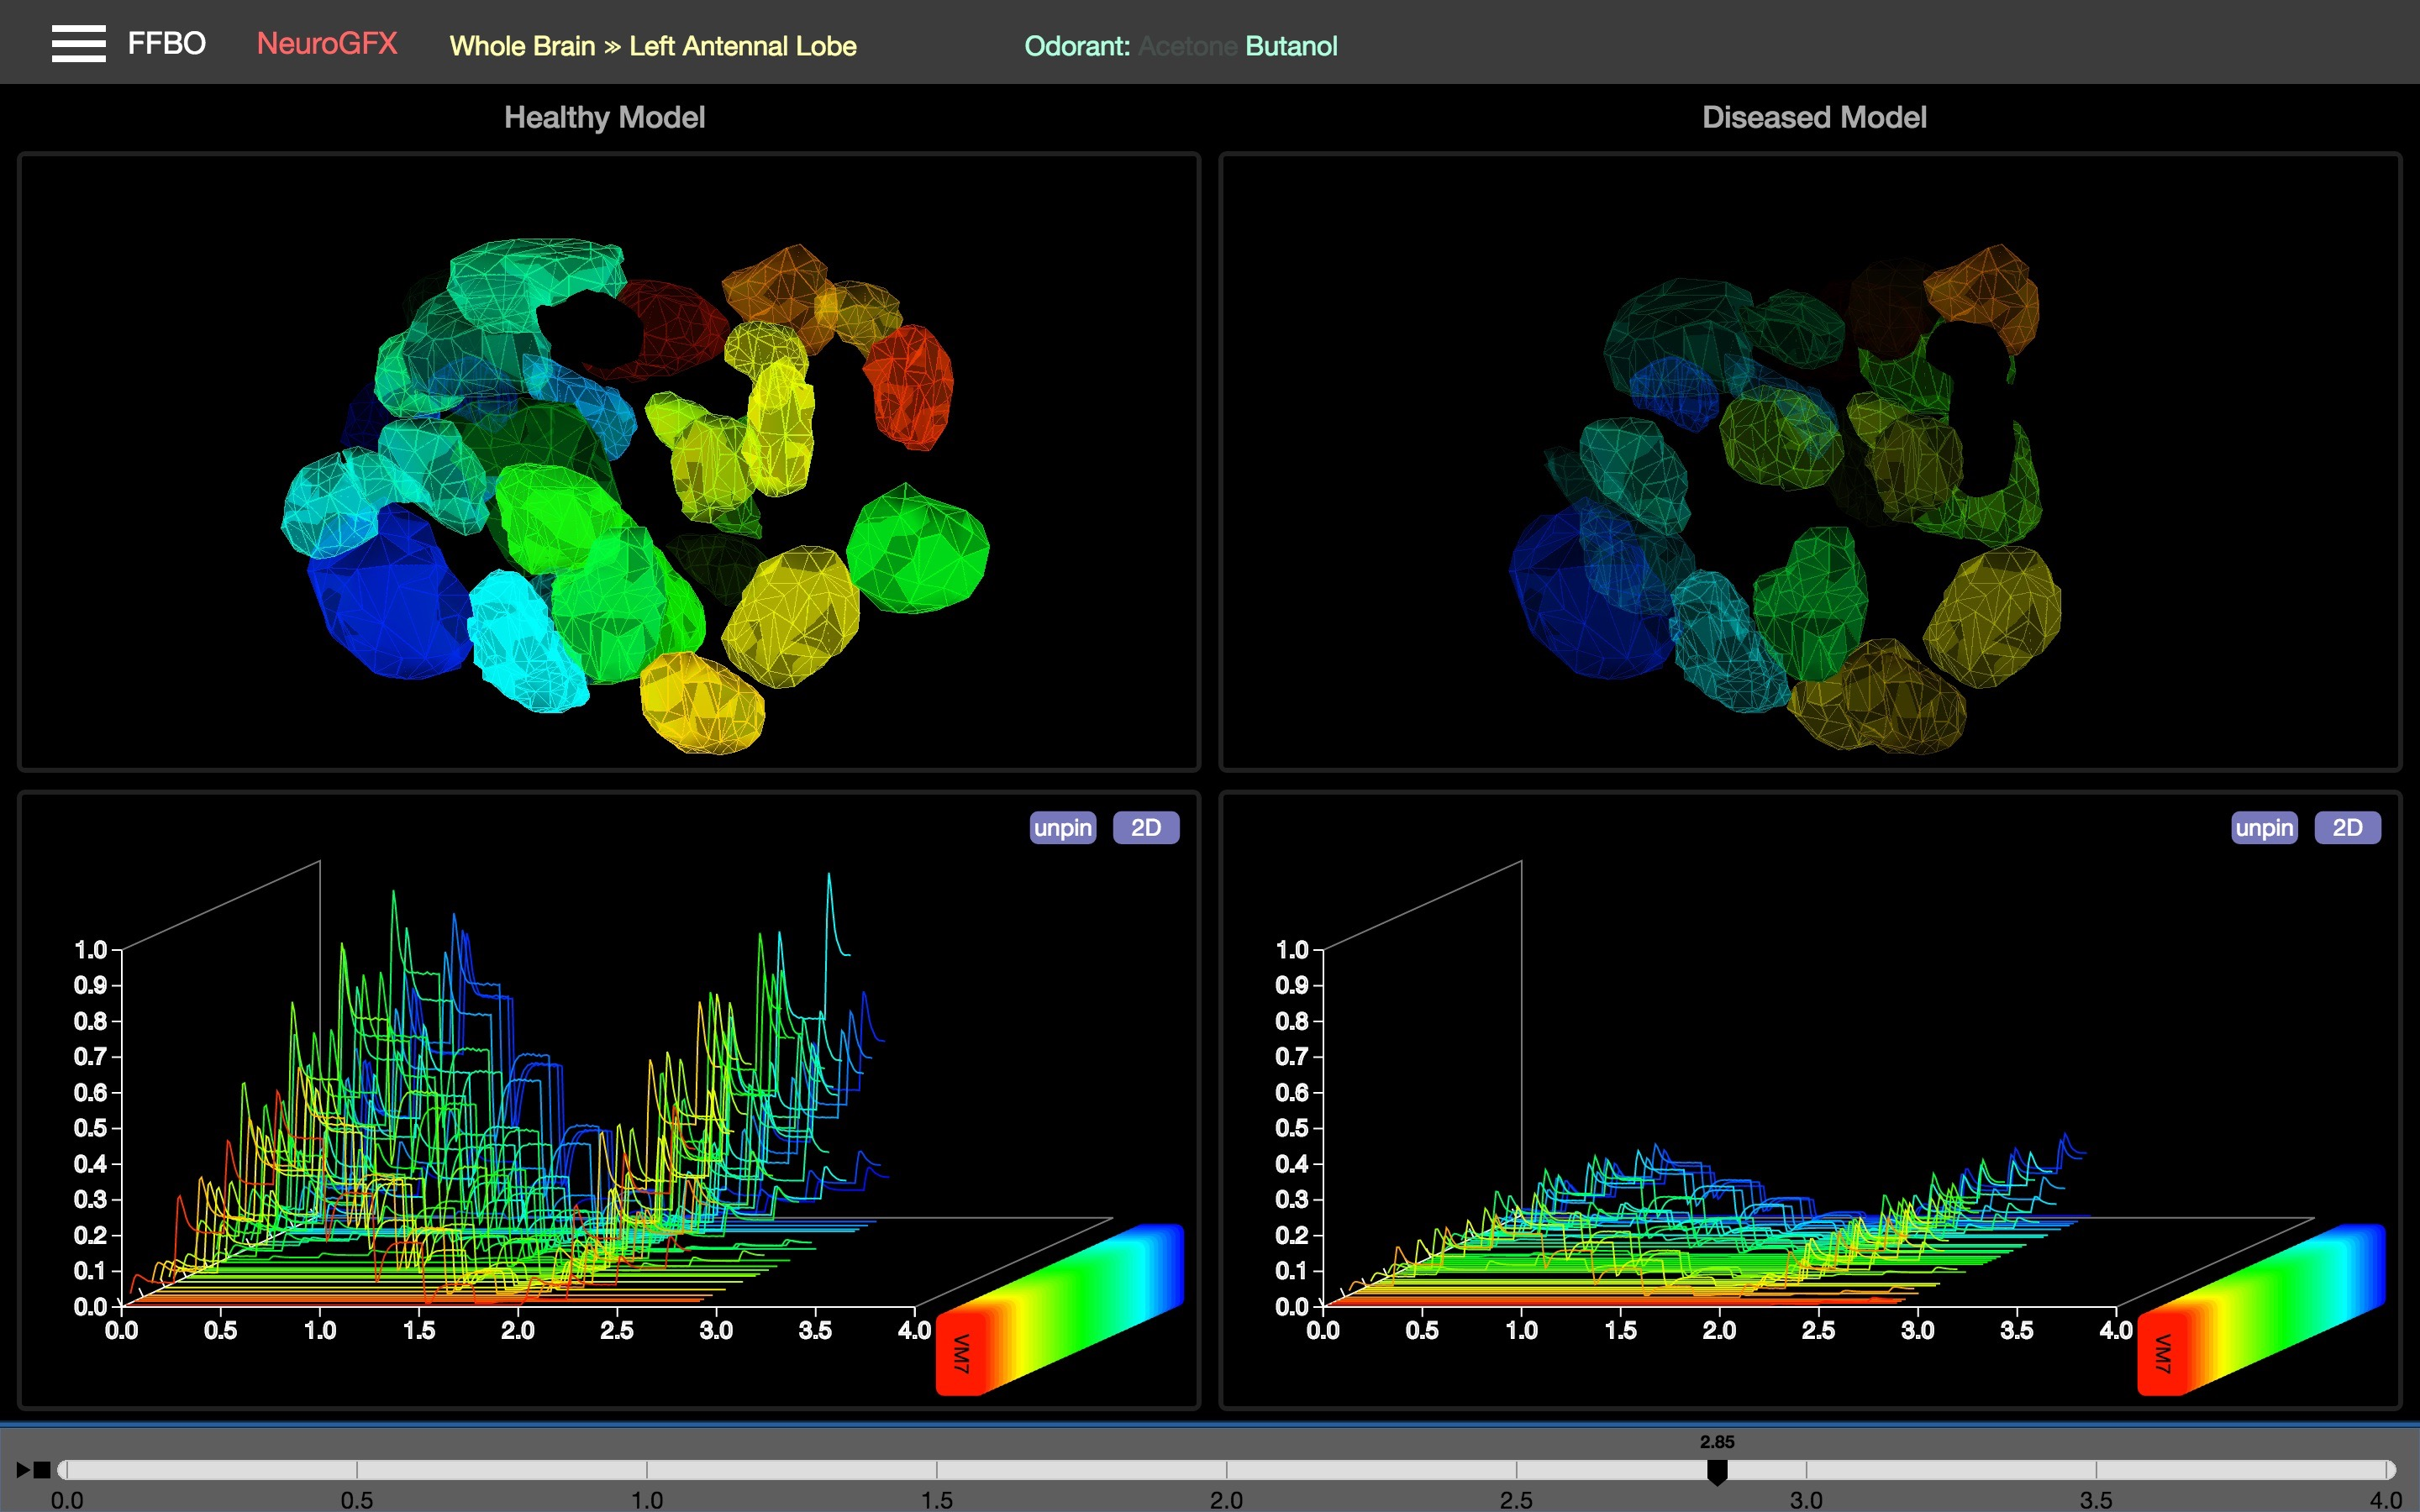 FFBO NeuroGFX Whole Brain » Left Antennal Lobe Odorant: Acetone Butanol
Healthy Model
Diseased Model
unpin 2D
1.0
0.9
0.8
0.7
0.6
0.5
0.4
0.3
0.2
0.1
0.0
0.0 0.5 1.0 1.5 2.0 2.5 3.0 3.5 4.0
VM7
unpin 2D
1.0
0.9
0.8
0.7
0.6
0.5
0.4
0.3
0.2
0.1
0.0
0.0 0.5 1.0 1.5 2.0 2.5 3.0 3.5 4.0
VM7
2.85
0.0 0.5 1.0 1.5 2.0 2.5 3.0 3.5 4.0